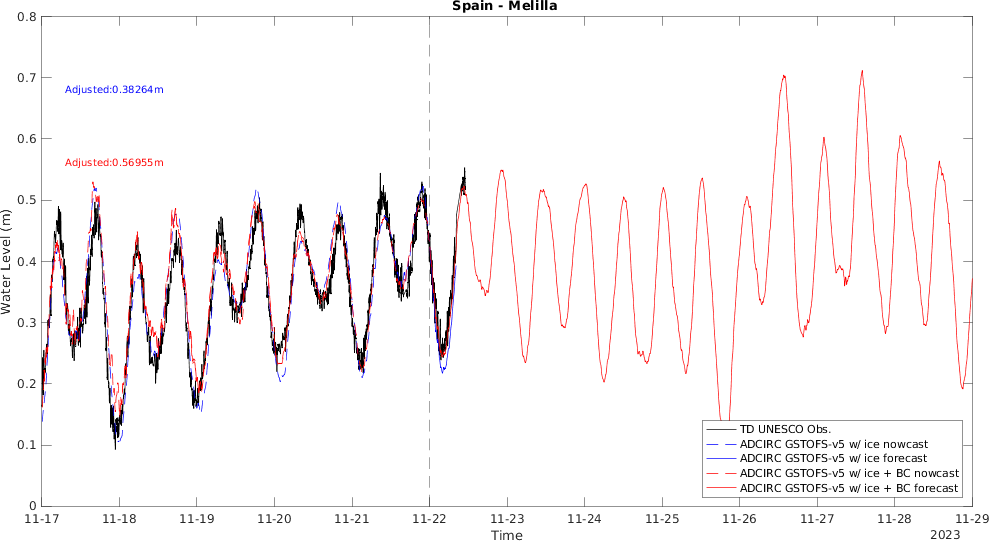 Spain - Melilla
0.8
0.7
0.6
0.5
0.4
0.3
0.2
0.1
0
Water Level (m)
Adjusted:0.38264m
Adjusted:0.56955m
TD UNESCO Obs.
ADCIRC GSTOFS-v5 w/ ice nowcast
ADCIRC GSTOFS-v5 w/ ice forecast
ADCIRC GSTOFS-v5 w/ ice + BC nowcast
ADCIRC GSTOFS-v5 w/ ice + BC forecast
11-17 11-18 11-19 11-20 11-21 11-22 11-23 11-24 11-25 11-26 11-27 11-28 11-29
Time
2023